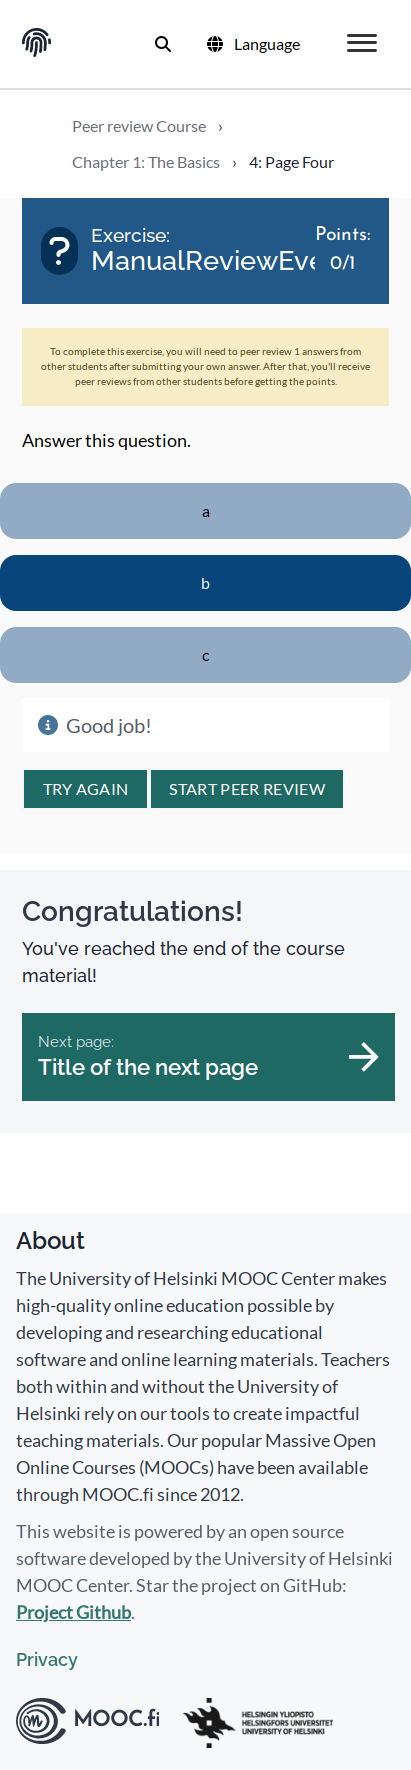 Language
Peer review Course ›
Chapter 1: The Basics › 4: Page Four
Exercise:
ManualReviewEve
Points:
0/1
To complete this exercise, you will need to peer review 1 answers from
other students after submitting your own answer. After that, you'll receive
peer reviews from other students before getting the points.
Answer this question.
a
b
c
Good job!
TRY AGAIN
START PEER REVIEW
Congratulations!
You've reached the end of the course
material!
Next page:
Title of the next page
About
The University of Helsinki MOOC Center makes
high-quality online education possible by
developing and researching educational
software and online learning materials. Teachers
both within and without the University of
Helsinki rely on our tools to create impactful
teaching materials. Our popular Massive Open
Online Courses (MOOCs) have been available
through MOOC.fi since 2012.
This website is powered by an open source
software developed by the University of Helsinki
MOOC Center. Star the project on GitHub:
Project Github.
Privacy
MOOC.fi
HELSINGIN YLIOPISTO
HELSINGFORS UNIVERSITET
UNIVERSITY OF HELSINKI